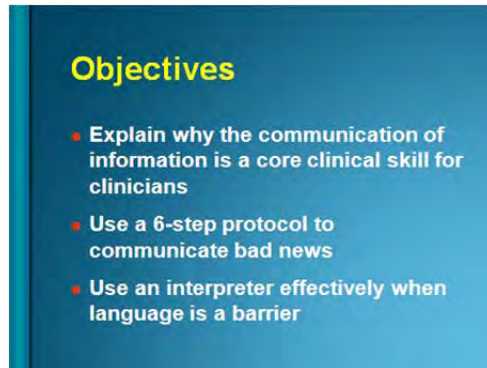 Objectives
Explain why the communication of
information is a core clinical skill for
clinicians
Use a 6-step protocol to
communicate bad news
Use an interpreter effectively when
language is a barrier